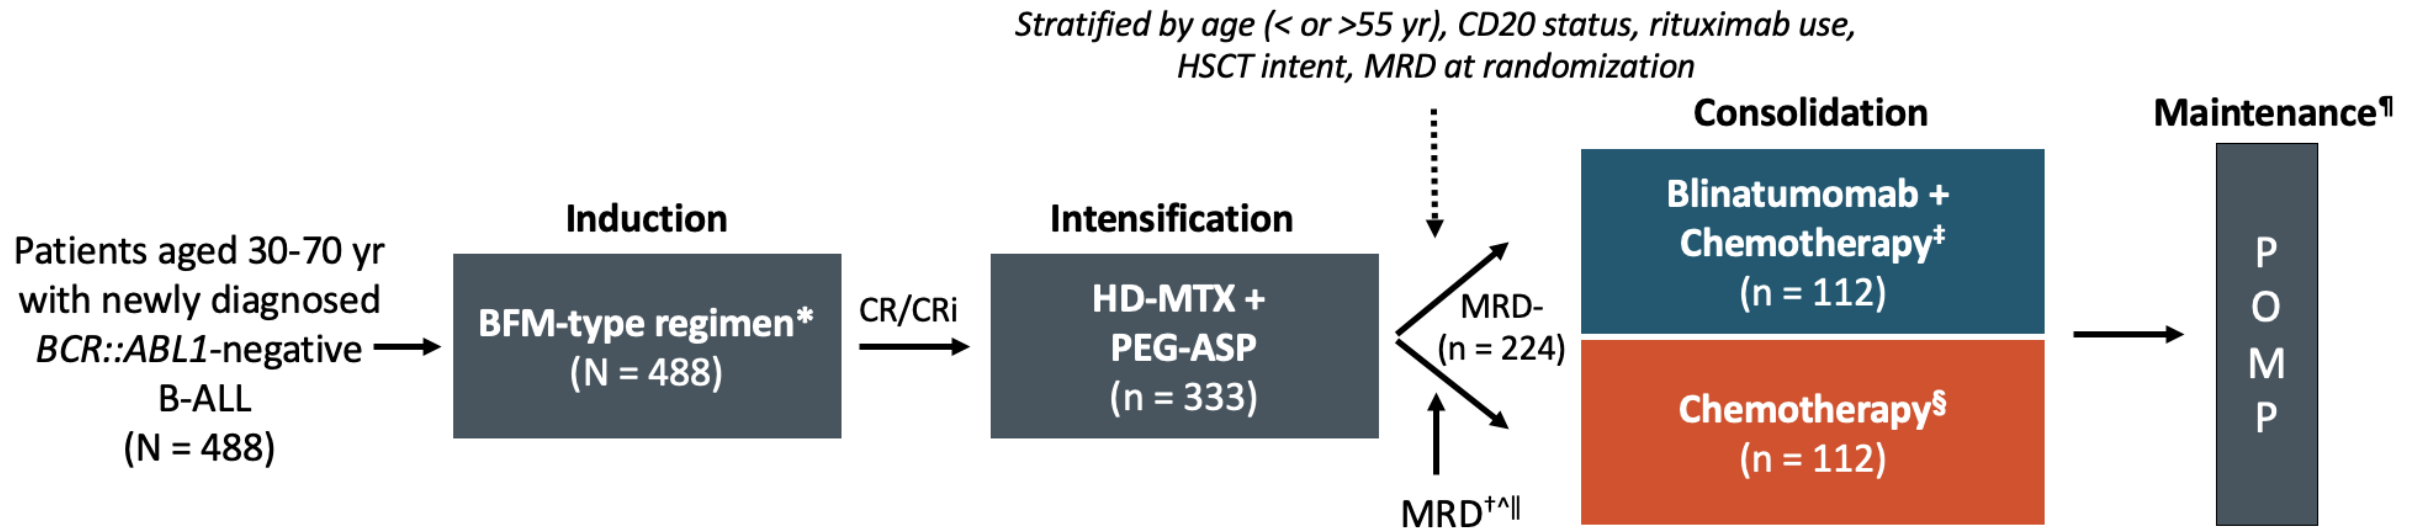 Stratified by age (< or >55 yr), CD20 status, rituximab use,
HSCT intent, MRD at randomization
Patients aged 30-70 yr
with newly diagnosed
BCR::ABL1-negative
B-ALL
(N = 488)
Induction
BFM-type regimen*
(N = 488)
CR/CRi
Intensification
HD-MTX +
PEG-ASP
(n = 333)
MRD-
(n = 224)
MRD†^‖
Consolidation
Blinatumomab +
Chemotherapy‡
(n = 112)
Chemotherapy§
(n = 112)
Maintenance¶
P
O
M
P